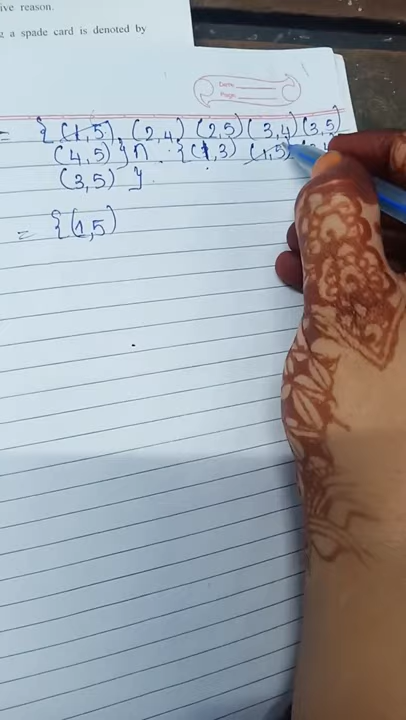 ive reason.
g a spade card is denoted by
Date
Page
= { (1,5), (2,4) (2,5) (3,4) (3,5)
(4,5) } ∩ {(1,3) (1,5)
(3,5) }
= {(1,5)